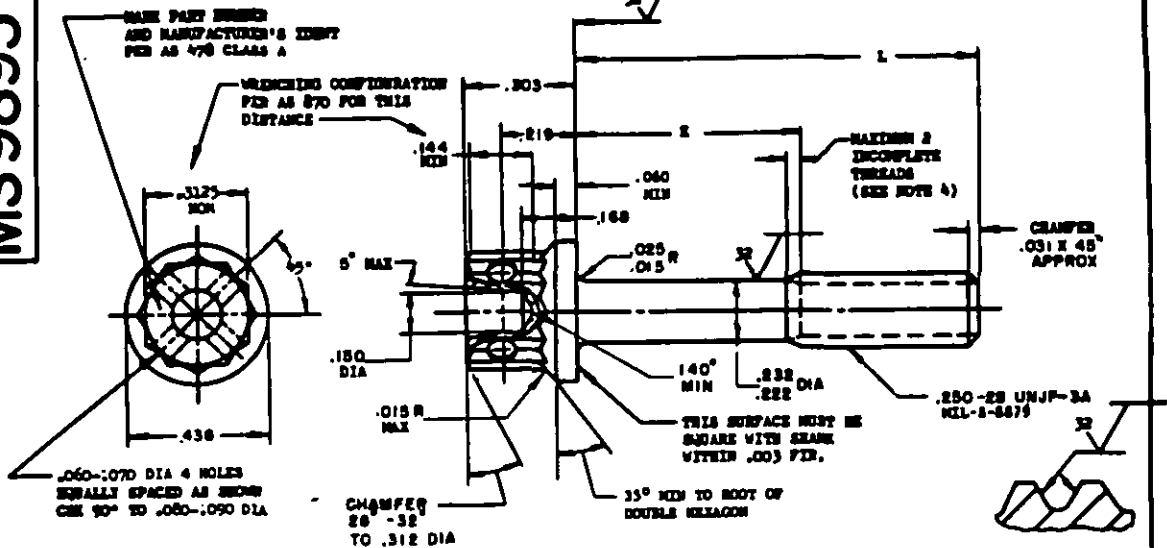 MS9895
MARK PART NUMBER
AND MANUFACTURER'S IDENT
PER AS 478 CLASS A
WRENCHING CONFIGURATION
PER AS 870 FOR THIS
DISTANCE
.303
L
.219
X
.144
MIN
.060
MIN
.168
MAXIMUM 2
INCOMPLETE
THREADS
(SEE NOTE 4)
CHAMFER
.031 X 45°
APPROX
.3125
NOM
45°
5° MAX
.025 R
.015
32
.150
DIA
140°
MIN
.232 DIA
.222
.250-28 UNJF-3A
MIL-S-8879
.015 R
MAX
THIS SURFACE MUST BE
SQUARE WITH SHANK
WITHIN .003 FIR.
32
.438
.060-.070 DIA 4 HOLES
EQUALLY SPACED AS SHOWN
CSK 90° TO .080-.090 DIA
CHAMFER
28° -32°
TO .312 DIA
35° MIN TO ROOT OF
DOUBLE HEXAGON